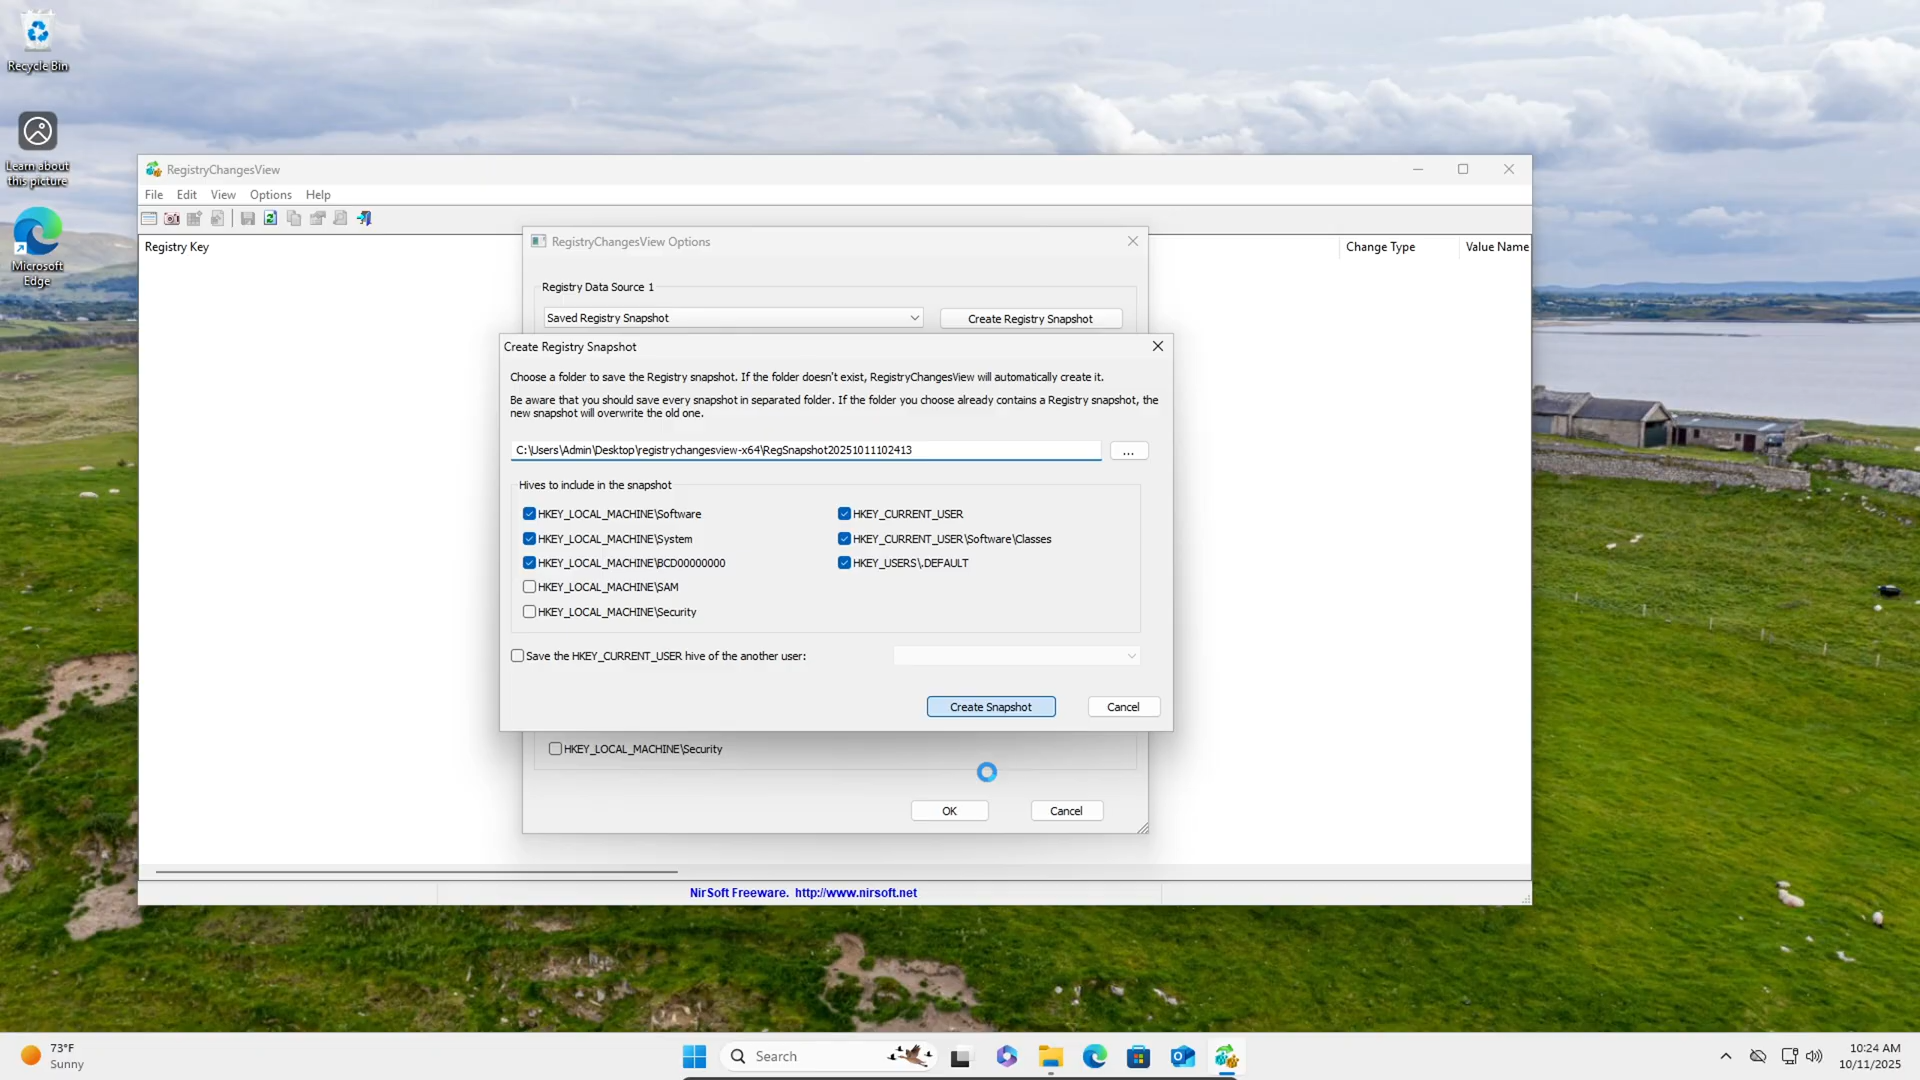 Recycle Bin
Learn about
this picture
Microsoft
Edge
RegistryChangesView
File Edit View Options Help
Registry Key
Change Type
Value Name
RegistryChangesView Options
Registry Data Source 1
Saved Registry Snapshot
Create Registry Snapshot
Create Registry Snapshot
Choose a folder to save the Registry snapshot. If the folder doesn't exist, RegistryChangesView will automatically create it.
Be aware that you should save every snapshot in separated folder. If the folder you choose already contains a Registry snapshot, the
new snapshot will overwrite the old one.
C:\Users\Admin\Desktop\registrychangesview-x64\RegSnapshot20251011102413
...
Hives to include in the snapshot
HKEY_LOCAL_MACHINE\Software
HKEY_CURRENT_USER
HKEY_LOCAL_MACHINE\System
HKEY_CURRENT_USER\Software\Classes
HKEY_LOCAL_MACHINE\BCD00000000
HKEY_USERS\.DEFAULT
HKEY_LOCAL_MACHINE\SAM
HKEY_LOCAL_MACHINE\Security
Save the HKEY_CURRENT_USER hive of the another user:
Create Snapshot
Cancel
HKEY_LOCAL_MACHINE\Security
OK
Cancel
NirSoft Freeware. http://www.nirsoft.net
73°F
Sunny
Search
10:24 AM
10/11/2025